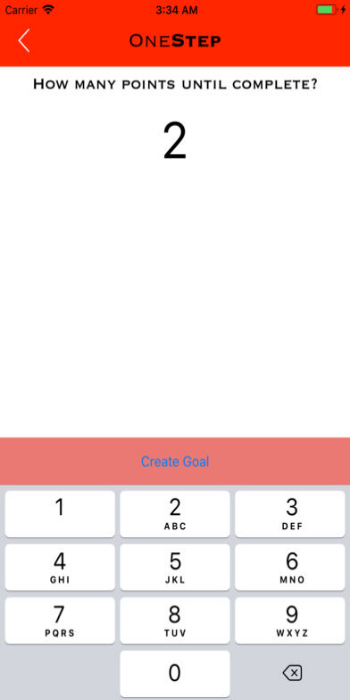 Carrier 3:34 AM
ONESTEP
HOW MANY POINTS UNTIL COMPLETE?
2
Create Goal
1 2 3
ABC DEF
4 5 6
GHI JKL MNO
7 8 9
PQRS TUV WXYZ
0